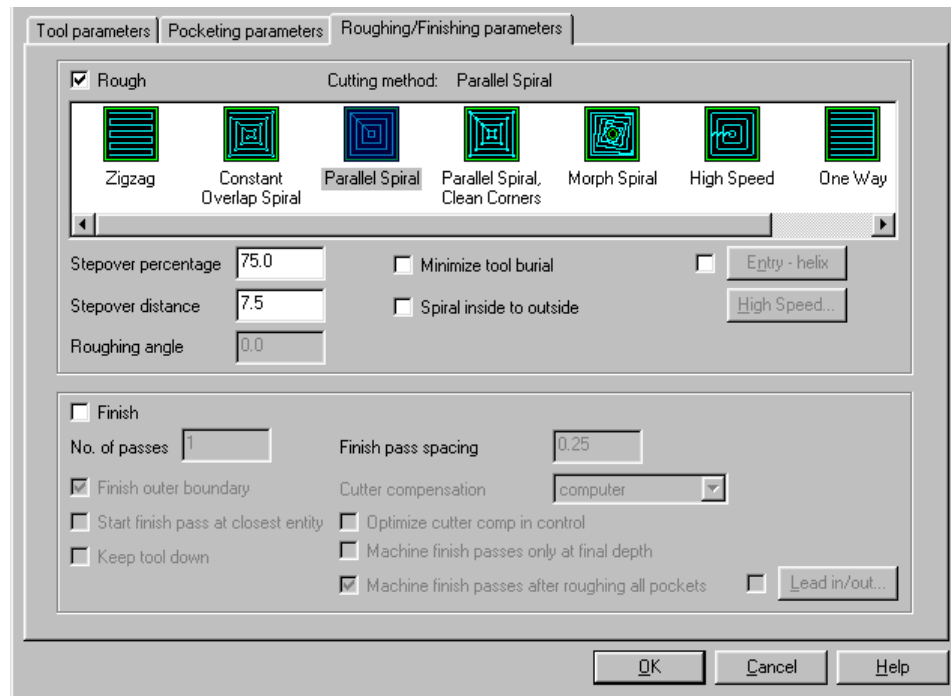 Tool parameters
Pocketing parameters
Roughing/Finishing parameters
Rough
Cutting method: Parallel Spiral
Zigzag
Constant
Overlap Spiral
Parallel Spiral
Parallel Spiral,
Clean Corners
Morph Spiral
High Speed
One Way
Stepover percentage 75.0
Minimize tool burial
Entry - helix
Stepover distance 7.5
Spiral inside to outside
High Speed...
Roughing angle 0.0
Finish
No. of passes 1
Finish pass spacing 0.25
Finish outer boundary
Cutter compensation computer
Start finish pass at closest entity
Optimize cutter comp in control
Keep tool down
Machine finish passes only at final depth
Machine finish passes after roughing all pockets
Lead in/out...
OK
Cancel
Help